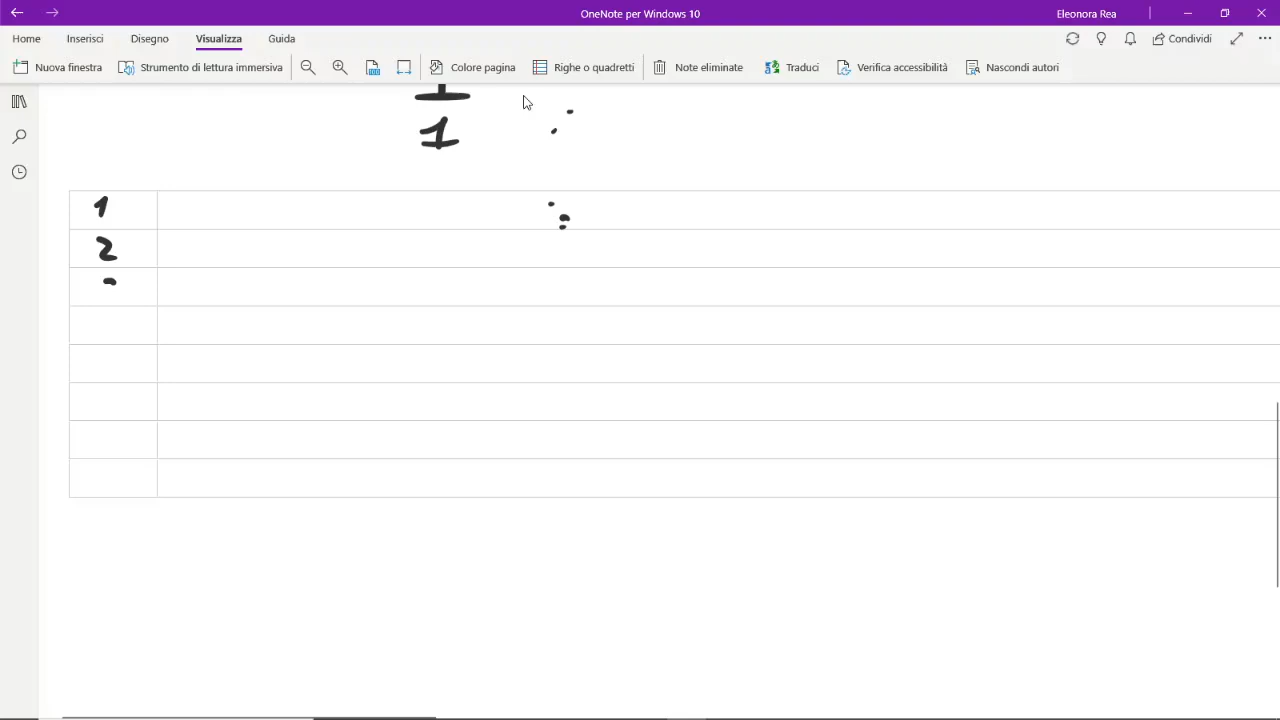 OneNote per Windows 10
Eleonora Rea
Home Inserisci Disegno Visualizza Guida
Condividi
Nuova finestra Strumento di lettura immersiva Colore pagina Righe o quadretti Note eliminate Traduci Verifica accessibilità Nascondi autori
1
1
2